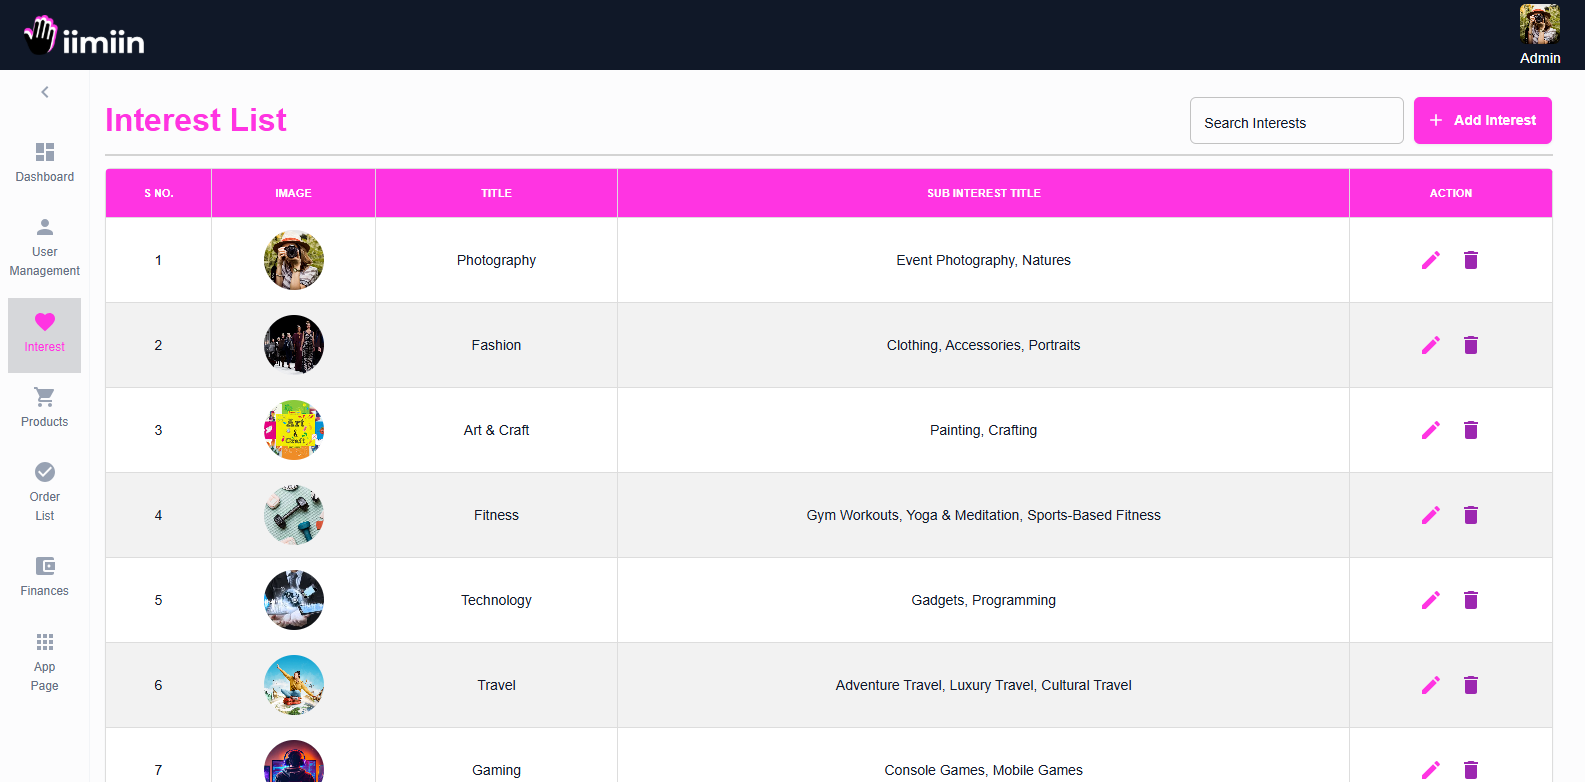 iimiin
Admin
Interest List
Search Interests
+ Add Interest
Dashboard
User
Management
Interest
Products
Order
List
Finances
App
Page
S NO. IMAGE TITLE SUB INTEREST TITLE ACTION
1 Photography Event Photography, Natures
2 Fashion Clothing, Accessories, Portraits
3 Art & Craft Art & Craft Painting, Crafting
4 Fitness Gym Workouts, Yoga & Meditation, Sports-Based Fitness
5 Technology Gadgets, Programming
6 Travel Adventure Travel, Luxury Travel, Cultural Travel
7 Gaming Console Games, Mobile Games